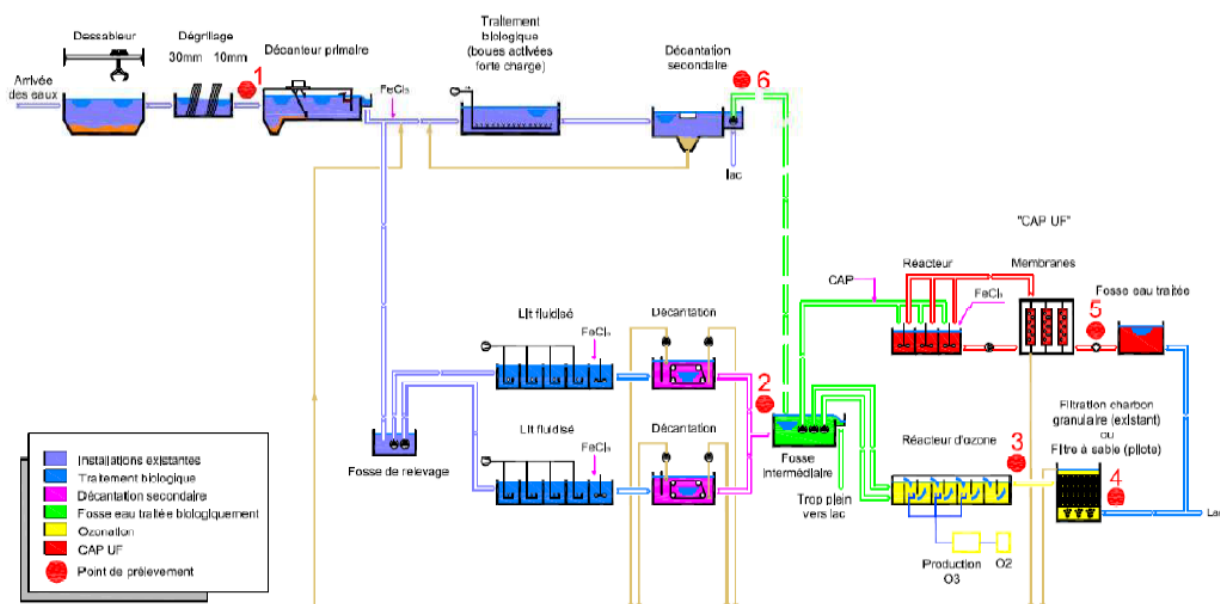 Dessableur
Dégrillage
30mm 10mm
Décanteur primaire
Traitement
biologique
(boues activées
forte charge)
Décantation
secondaire
Arrivée
des eaux
1
FeCl₃
6
lac
"CAP UF"
Réacteur
Membranes
CAP
FeCl₃
Fosse eau traitée
5
Lit fluidisé
FeCl₃
Décantation
2
Lit fluidisé
FeCl₃
Décantation
Fosse de relevage
Fosse
intermédiaire
Trop plein
vers lac
Réacteur d'ozone
3
Filtration charbon
granulaire (existant)
ou
Filtre à sable (pilote)
4
Lac
Production
O3
O2
Installations existantes
Traitement biologique
Décantation secondaire
Fosse eau traitée biologiquement
Ozonation
CAP UF
Point de prélevement